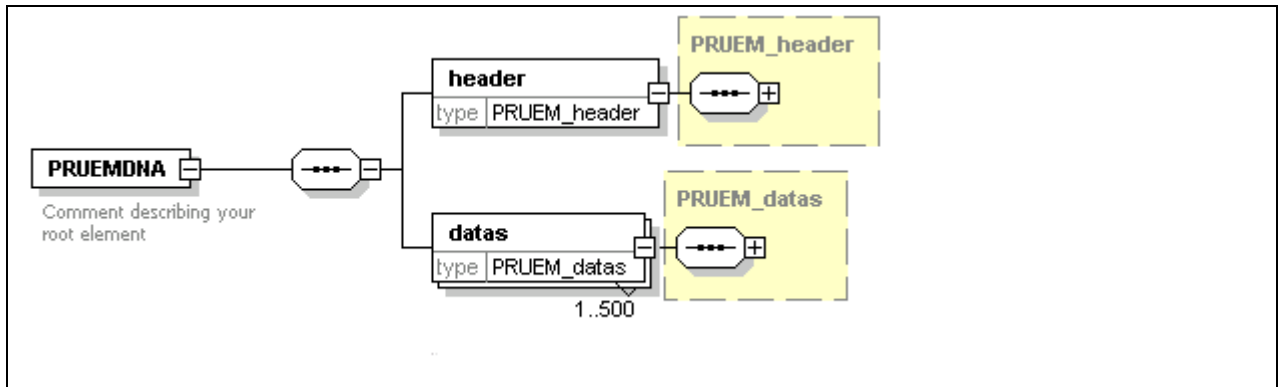 PRUEM_header
header
type PRUEM_header
PRUEMDNA
Comment describing your
root element
PRUEM_datas
datas
type PRUEM_datas
1..500